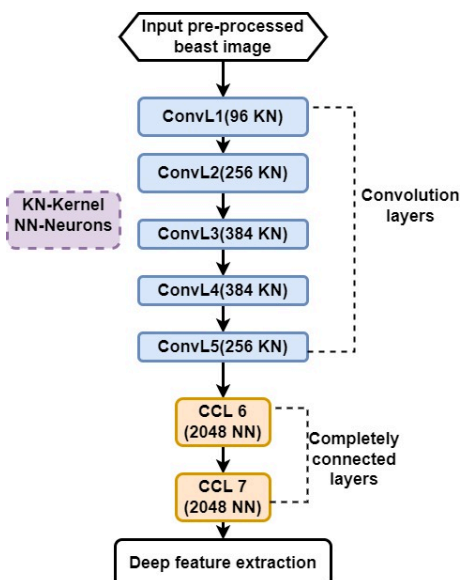 Input pre-processed
beast image
ConvL1(96 KN)
ConvL2(256 KN)
KN-Kernel
NN-Neurons
Convolution
layers
ConvL3(384 KN)
ConvL4(384 KN)
ConvL5(256 KN)
CCL 6
(2048 NN)
Completely
connected
layers
CCL 7
(2048 NN)
Deep feature extraction